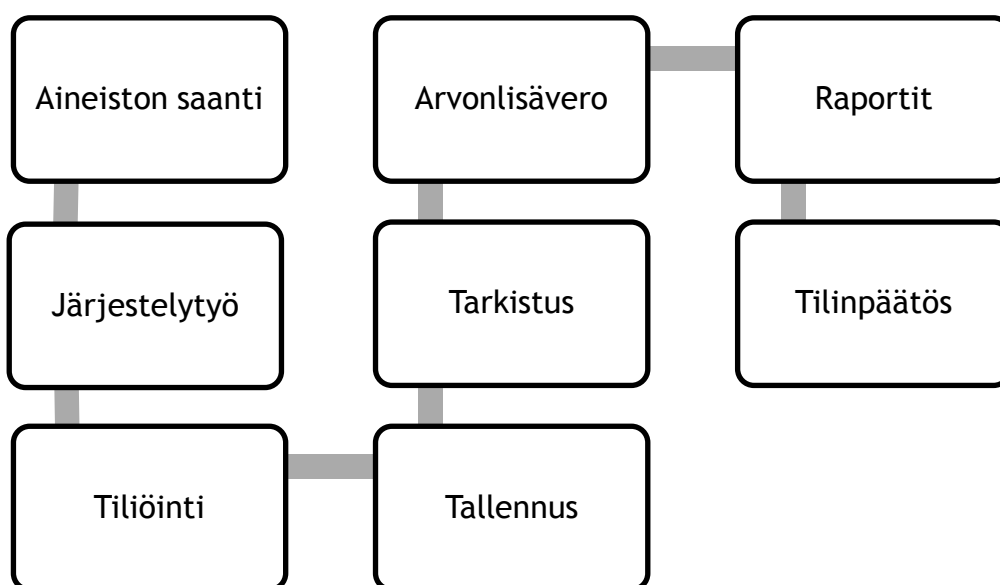 Aineiston saanti
Järjestelytyö
Tiliöinti
Tallennus
Tarkistus
Arvonlisävero
Raportit
Tilinpäätös